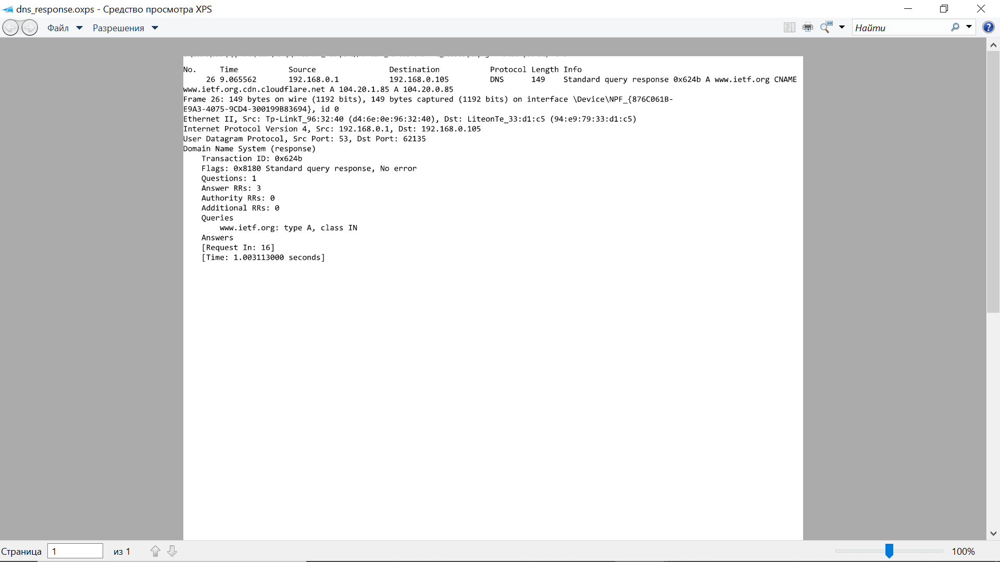 dns_response.oxps - Средство просмотра XPS
Файл Разрешения Найти
No. Time Source Destination Protocol Length Info
26 9.065562 192.168.0.1 192.168.0.105 DNS 149 Standard query response 0x624b A www.ietf.org CNAME
www.ietf.org.cdn.cloudflare.net A 104.20.1.85 A 104.20.0.85
Frame 26: 149 bytes on wire (1192 bits), 149 bytes captured (1192 bits) on interface \Device\NPF_{876C061B-
E9A3-4075-9CD4-300199B83694}, id 0
Ethernet II, Src: Tp-LinkT_96:32:40 (d4:6e:0e:96:32:40), Dst: LiteonTe_33:d1:c5 (94:e9:79:33:d1:c5)
Internet Protocol Version 4, Src: 192.168.0.1, Dst: 192.168.0.105
User Datagram Protocol, Src Port: 53, Dst Port: 62135
Domain Name System (response)
Transaction ID: 0x624b
Flags: 0x8180 Standard query response, No error
Questions: 1
Answer RRs: 3
Authority RRs: 0
Additional RRs: 0
Queries
www.ietf.org: type A, class IN
Answers
[Request In: 16]
[Time: 1.003113000 seconds]
Страница 1 из 1 100%